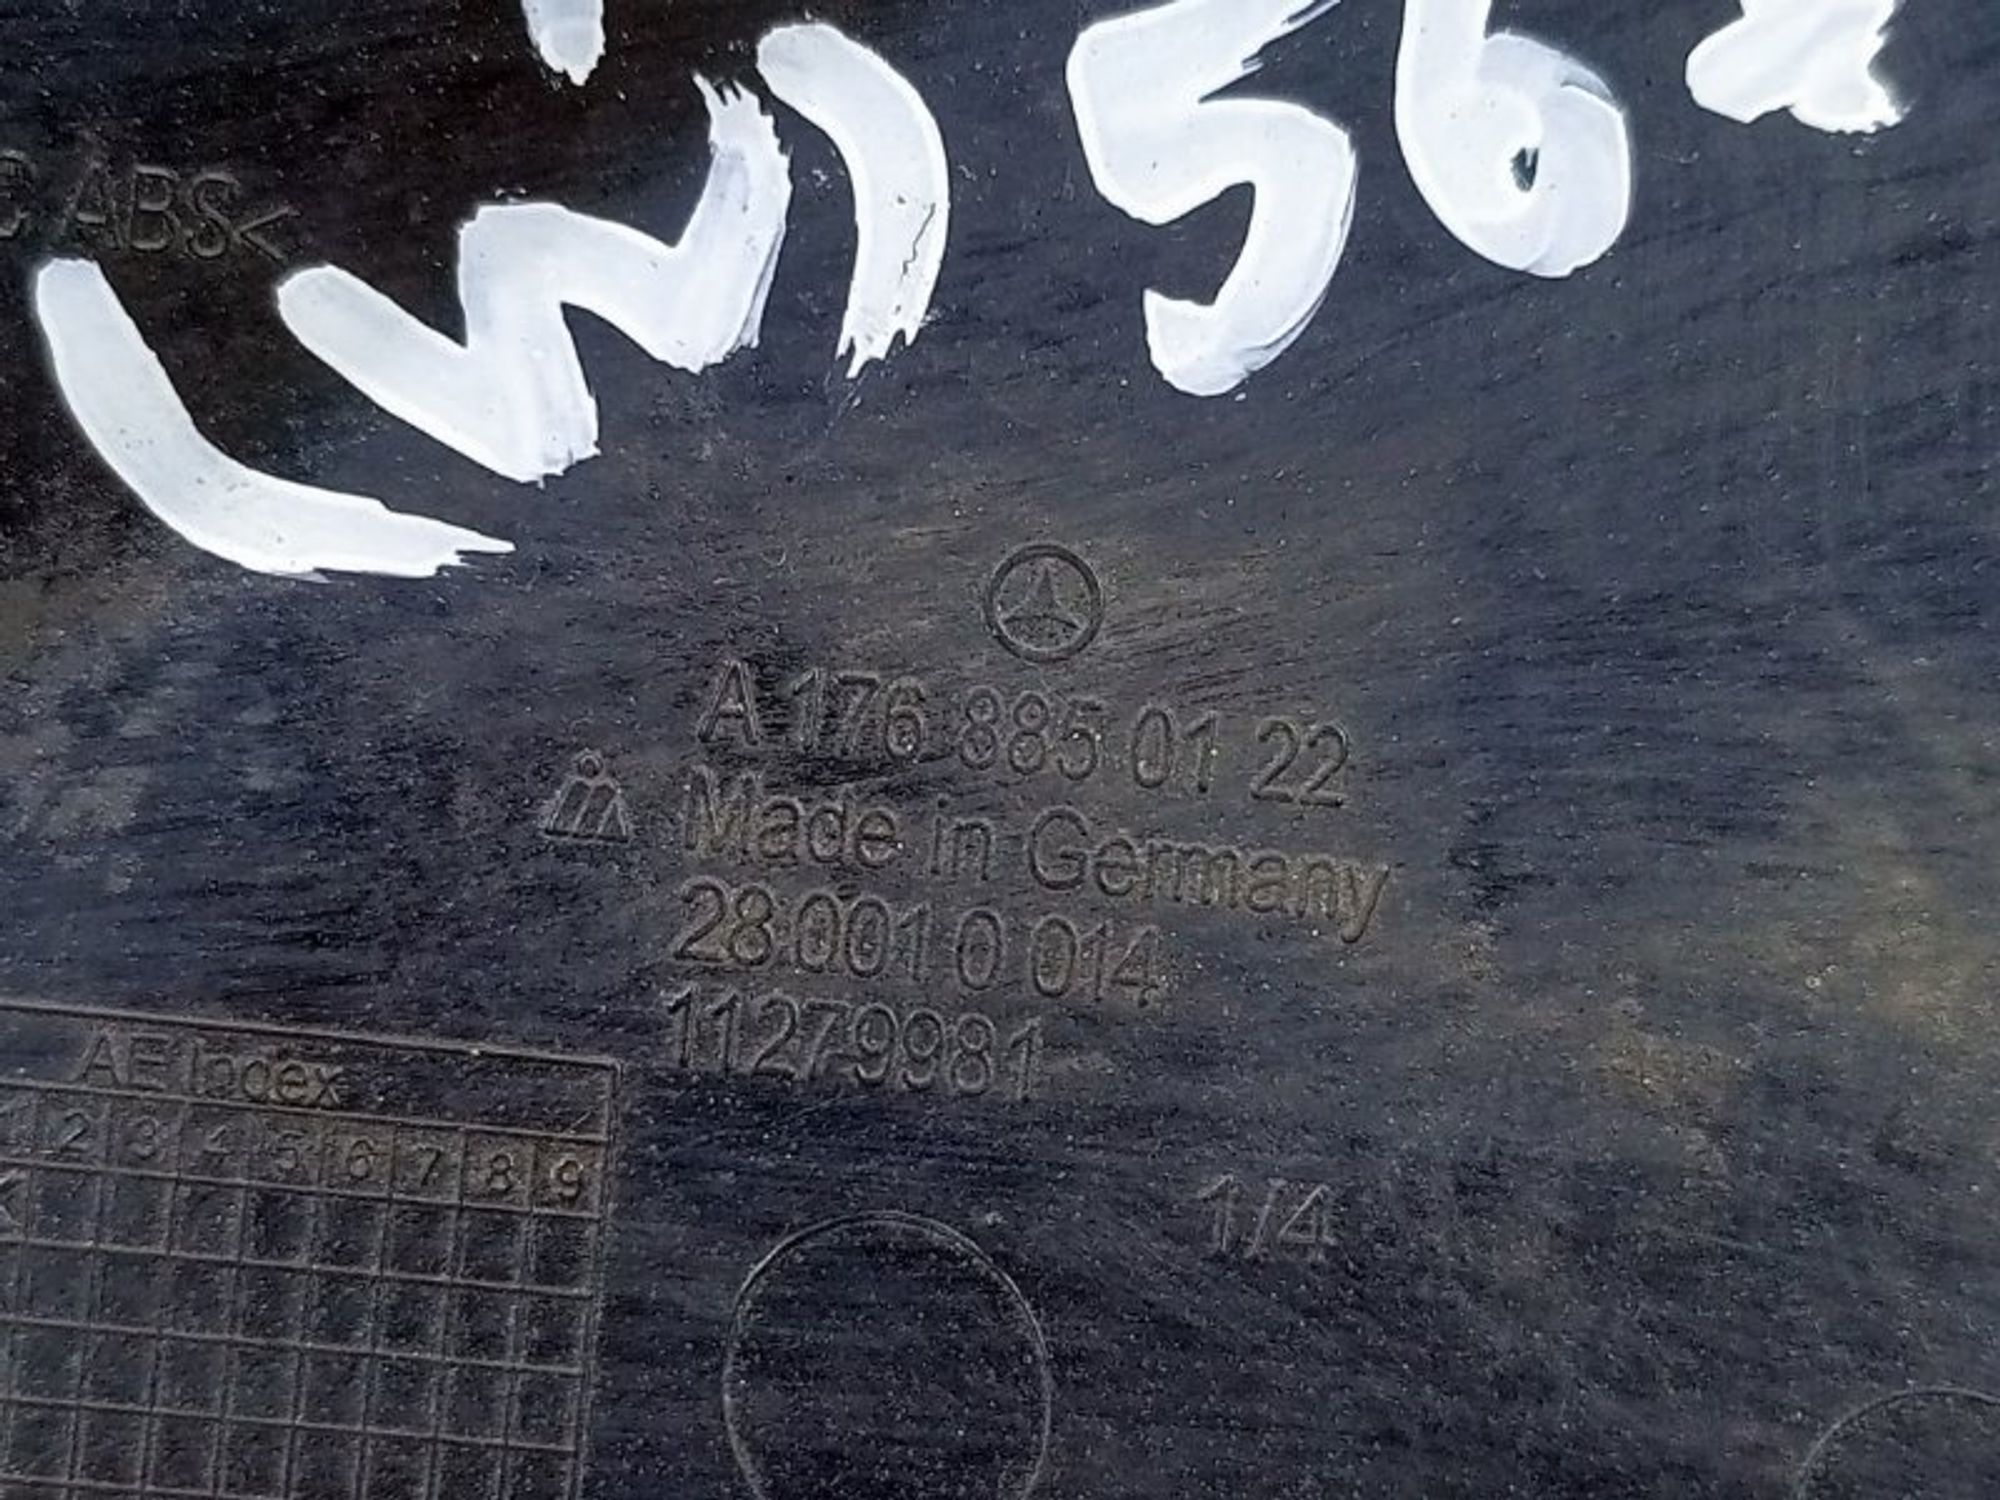 C ABS<
(W) 56
A 176 885 01 22
Made in Germany
28 001 0 014
11279981
AE Index
2 3 4 5 6 7 8 9
1/4